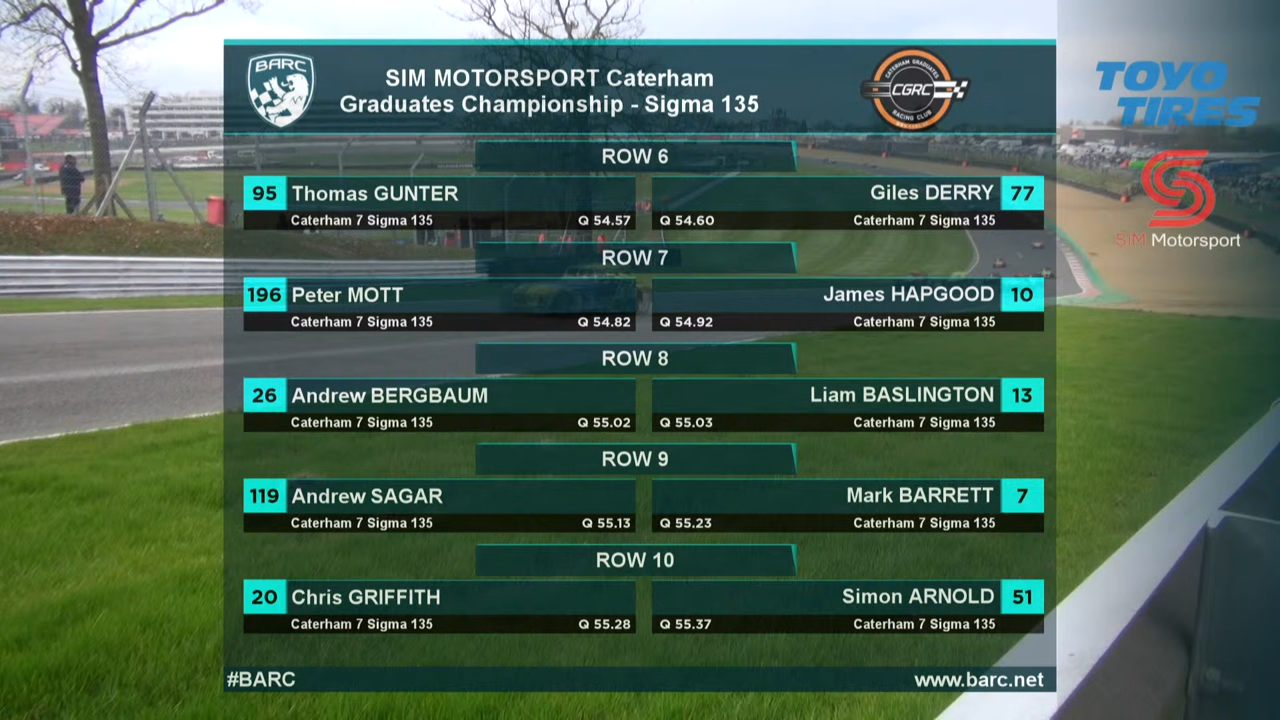 BARC
SIM MOTORSPORT Caterham
Graduates Championship - Sigma 135
CATERHAM GRADUATES
CGRC
RACING CLUB
TOYO
TIRES
SIM Motorsport
ROW 6
95 Thomas GUNTER
Giles DERRY 77
Caterham 7 Sigma 135 Q 54.57
Q 54.60 Caterham 7 Sigma 135
ROW 7
196 Peter MOTT
James HAPGOOD 10
Caterham 7 Sigma 135 Q 54.82
Q 54.92 Caterham 7 Sigma 135
ROW 8
26 Andrew BERGBAUM
Liam BASLINGTON 13
Caterham 7 Sigma 135 Q 55.02
Q 55.03 Caterham 7 Sigma 135
ROW 9
119 Andrew SAGAR
Mark BARRETT 7
Caterham 7 Sigma 135 Q 55.13
Q 55.23 Caterham 7 Sigma 135
ROW 10
20 Chris GRIFFITH
Simon ARNOLD 51
Caterham 7 Sigma 135 Q 55.28
Q 55.37 Caterham 7 Sigma 135
#BARC
www.barc.net